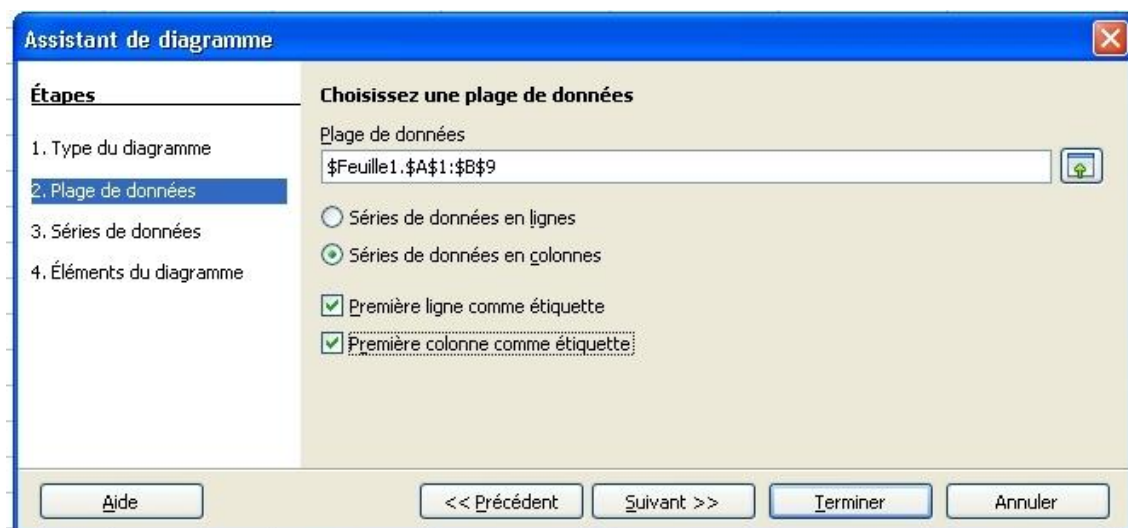 Assistant de diagramme
Étapes
1. Type du diagramme
2. Plage de données
3. Séries de données
4. Éléments du diagramme
Choisissez une plage de données
Plage de données
$Feuille1.$A$1:$B$9
Séries de données en lignes
Séries de données en colonnes
Première ligne comme étiquette
Première colonne comme étiquette
Aide
<< Précédent
Suivant >>
Terminer
Annuler